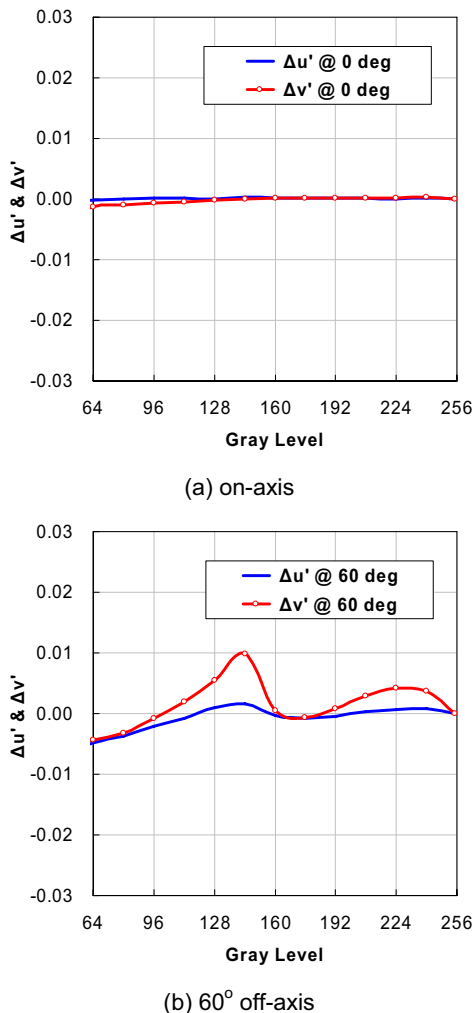 0.03
0.02
0.01
0.00
-0.01
-0.02
-0.03
Δu' & Δv'
Δu' @ 0 deg
Δv' @ 0 deg
64 96 128 160 192 224 256
Gray Level
(a) on-axis
0.03
0.02
0.01
0.00
-0.01
-0.02
-0.03
Δu' & Δv'
Δu' @ 60 deg
Δv' @ 60 deg
64 96 128 160 192 224 256
Gray Level
(b) 60° off-axis